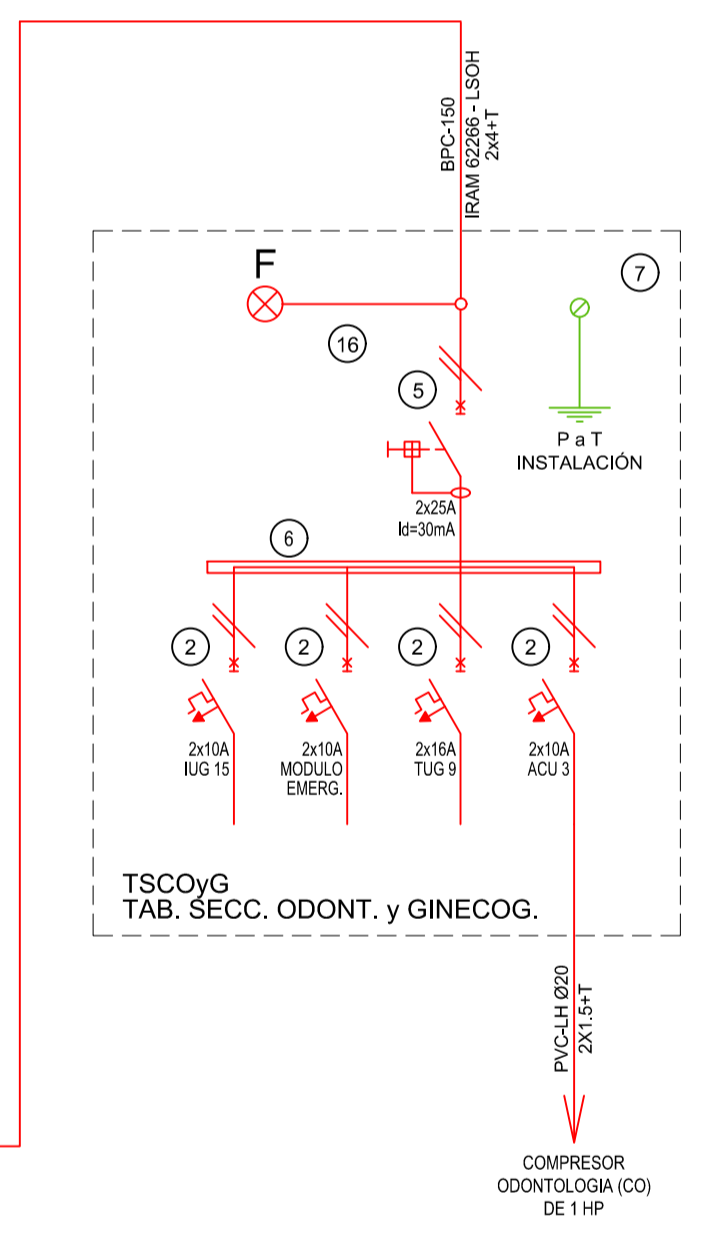 BPC-150
IRAM 62266 - LSOH
2x4+T
F
7
16
5
P a T
INSTALACIÓN
2x25A
Id=30mA
6
2
2
2
2
2x10A
IUG 15
2x10A
MODULO
EMERG.
2x16A
TUG 9
2x10A
ACU 3
TSCOyG
TAB. SECC. ODONT. y GINECOG.
PVC-LH Ø20
2X1.5+T
COMPRESOR
ODONTOLOGIA (CO)
DE 1 HP